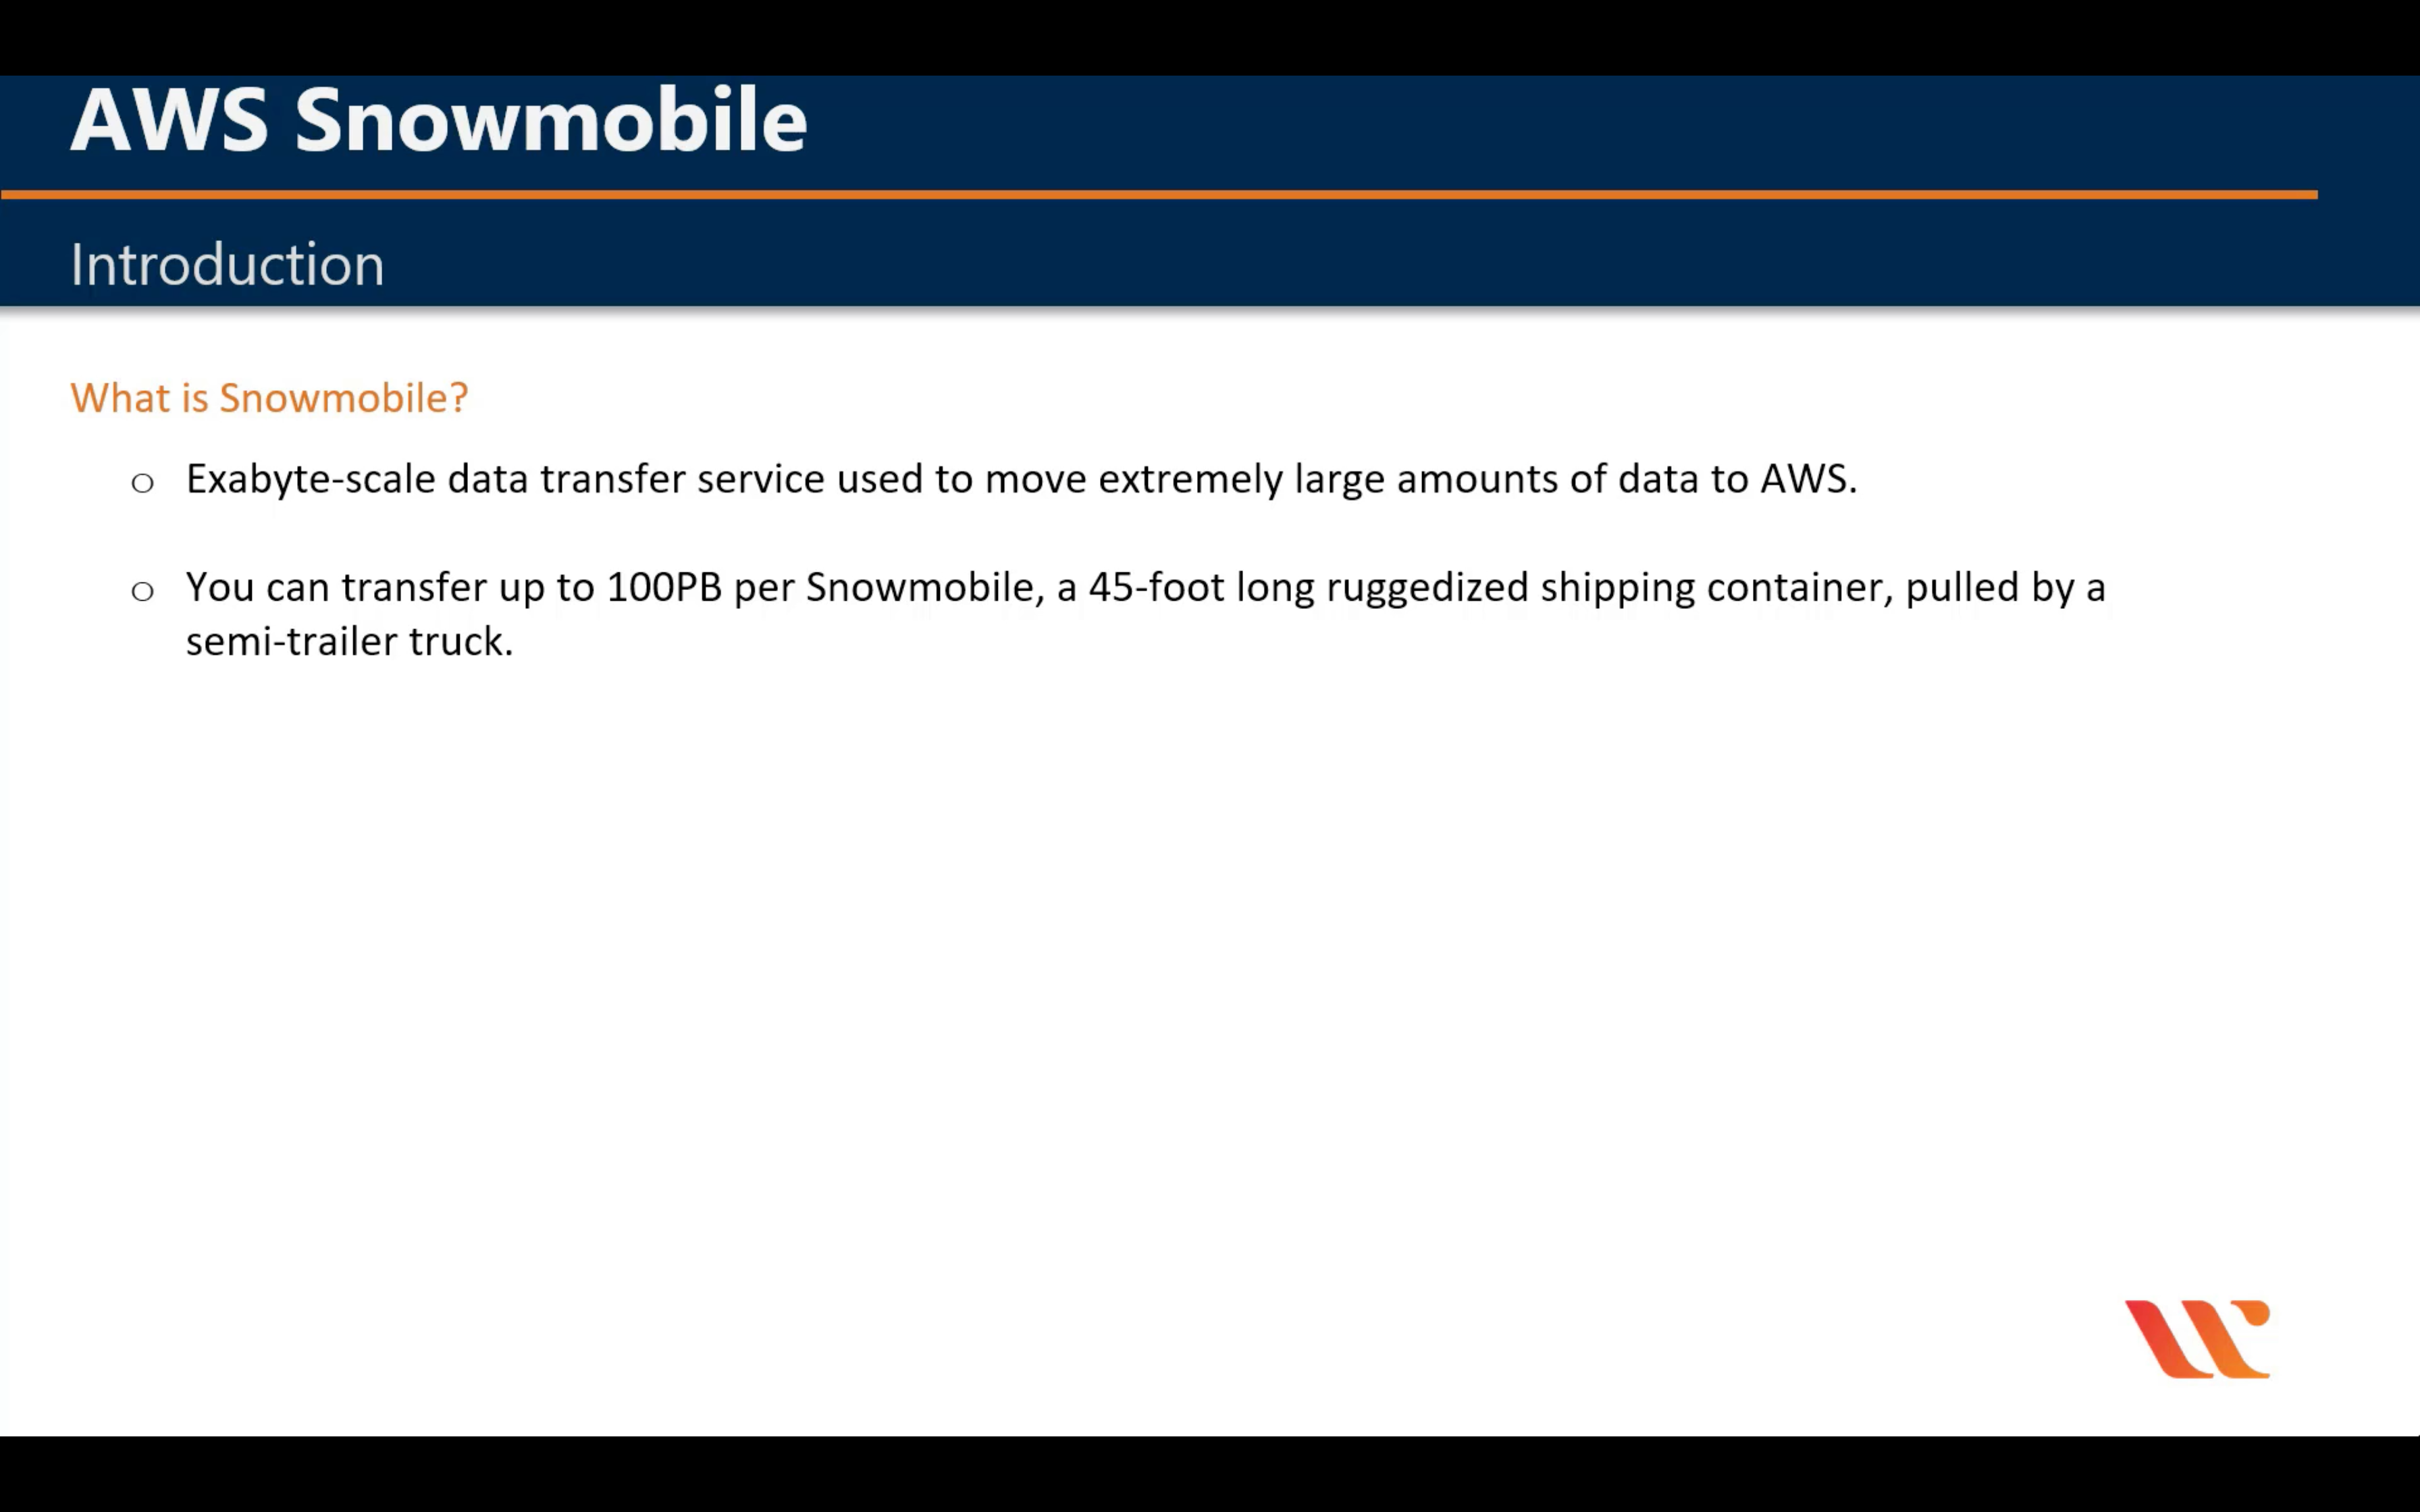 AWS Snowmobile
Introduction
What is Snowmobile?
o Exabyte-scale data transfer service used to move extremely large amounts of data to AWS.
o You can transfer up to 100PB per Snowmobile, a 45-foot long ruggedized shipping container, pulled by a
semi-trailer truck.